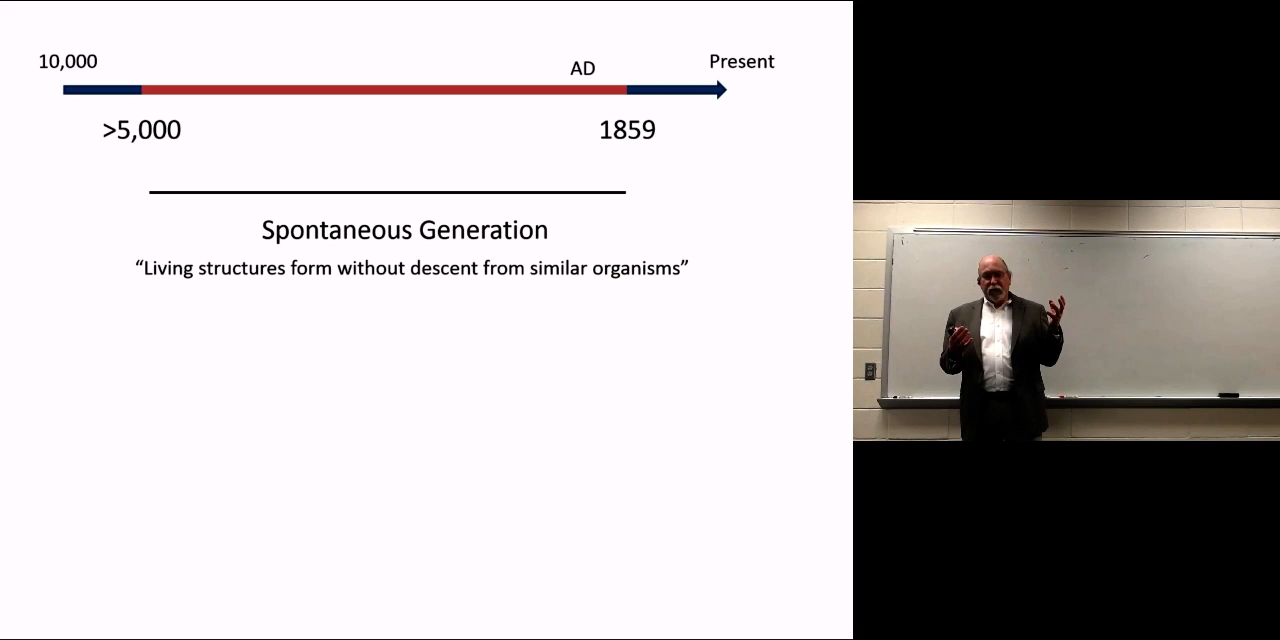 10,000
AD
Present
>5,000
1859
Spontaneous Generation
“Living structures form without descent from similar organisms”